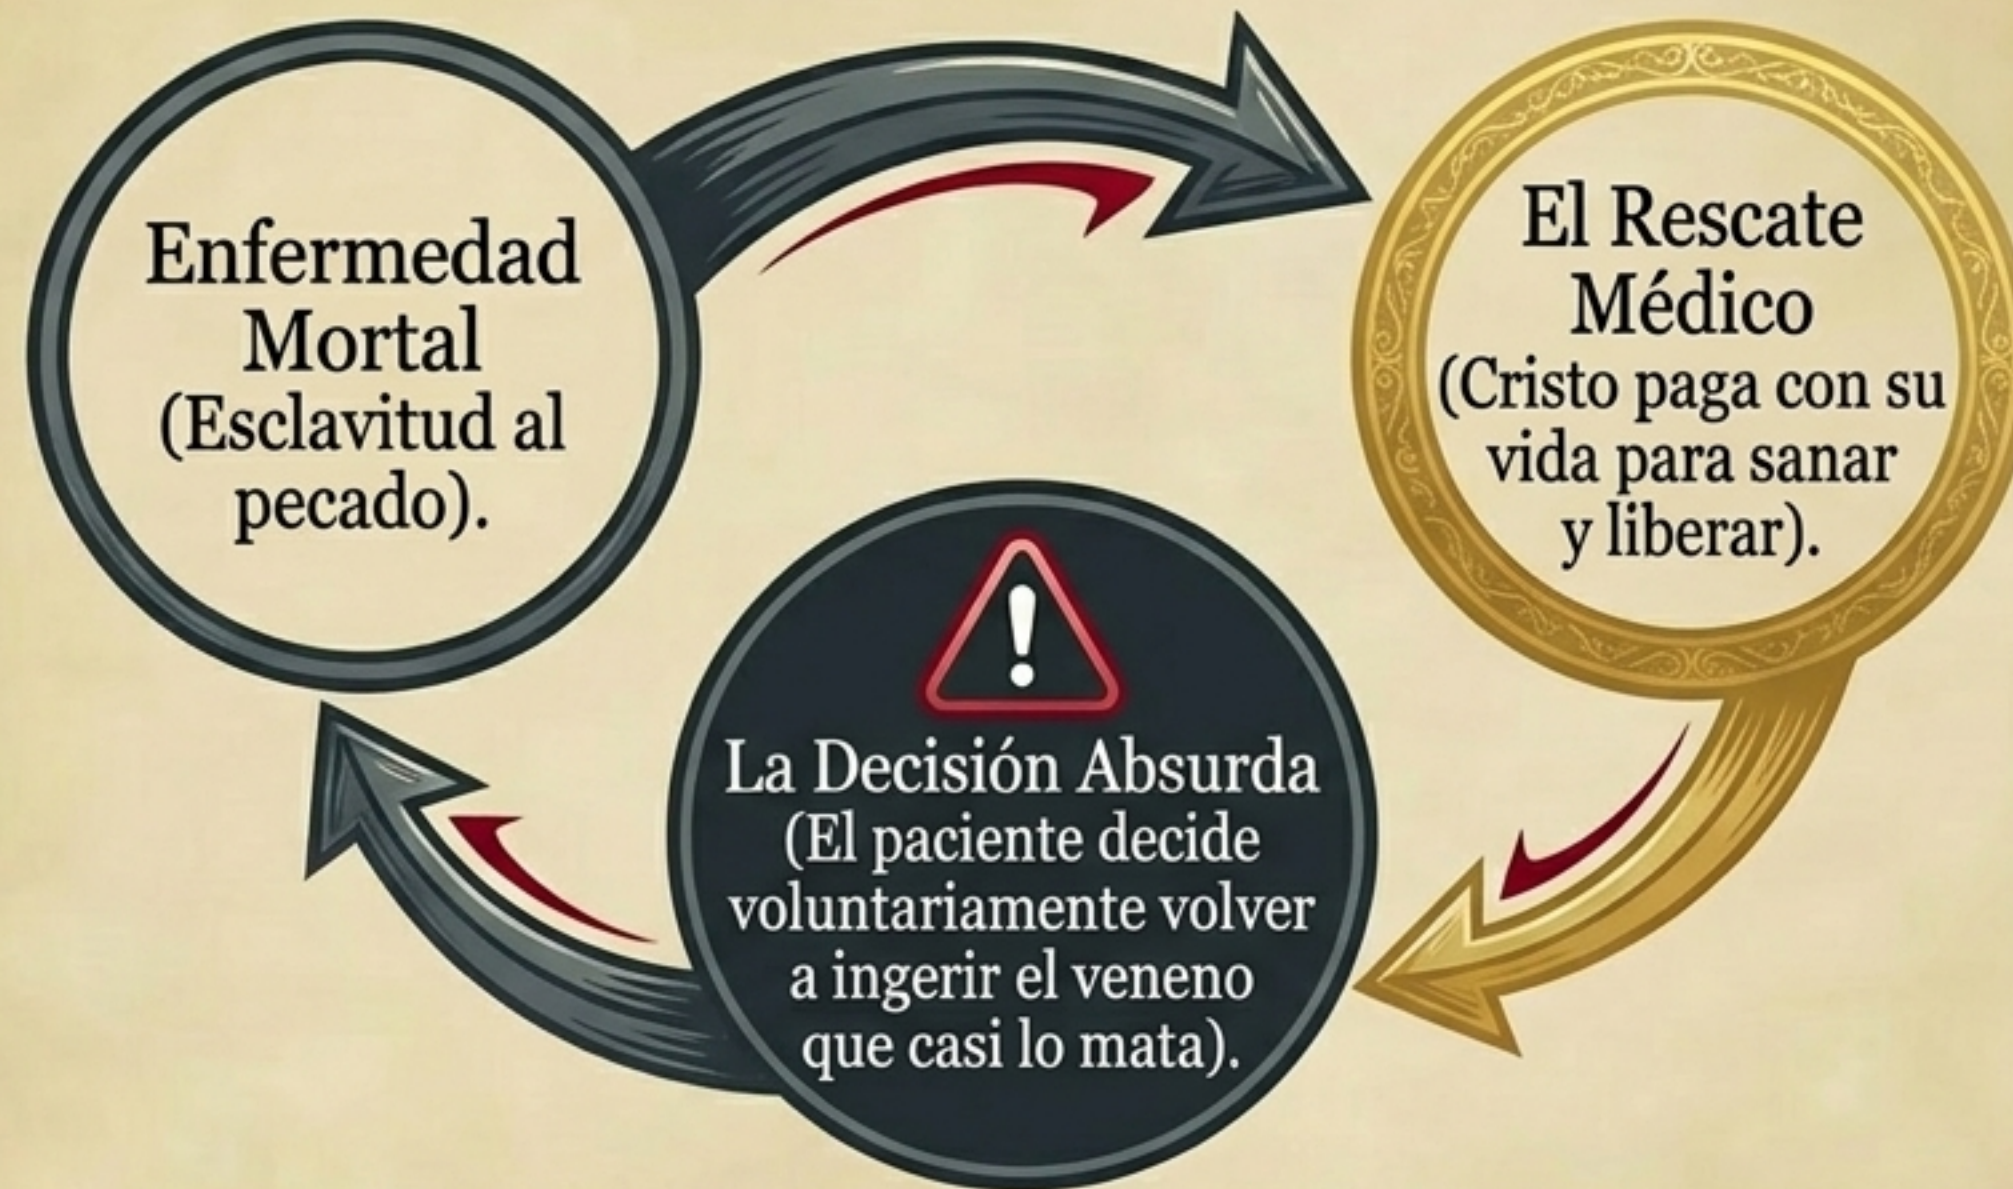 Enfermedad
Mortal
(Esclavitud al
pecado).
El Rescate
Médico
(Cristo paga con su
vida para sanar
y liberar).
!
La Decisión Absurda
(El paciente decide
voluntariamente volver
a ingerir el veneno
que casi lo mata).